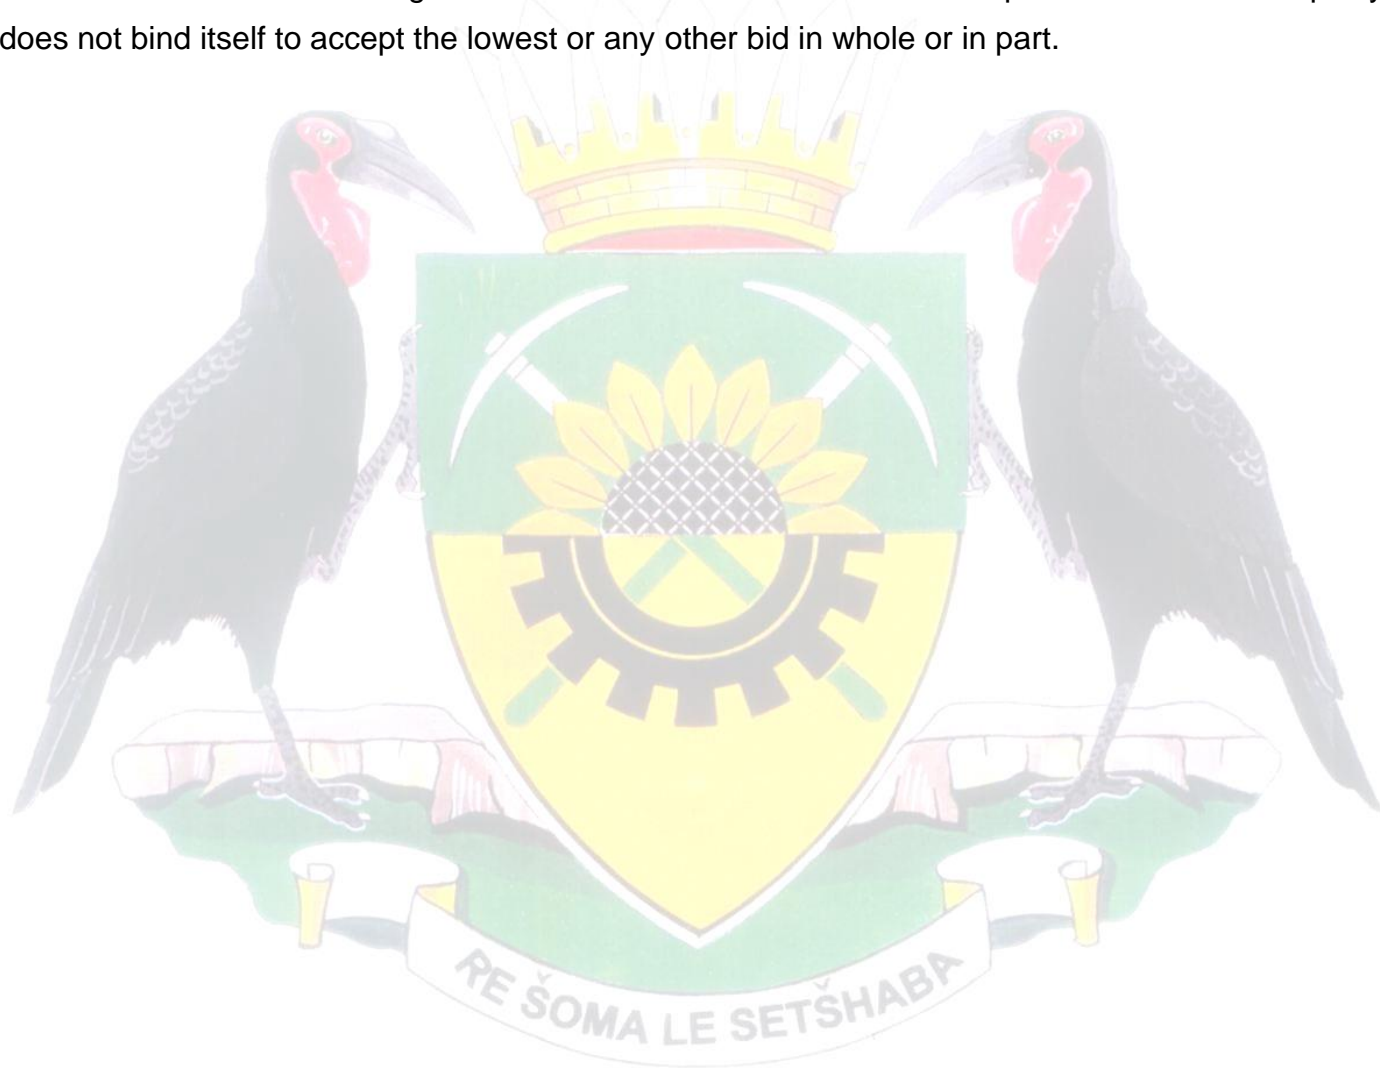 does not bind itself to accept the lowest or any other bid in whole or in part.
RE ŠOMA LE SETŠHABA